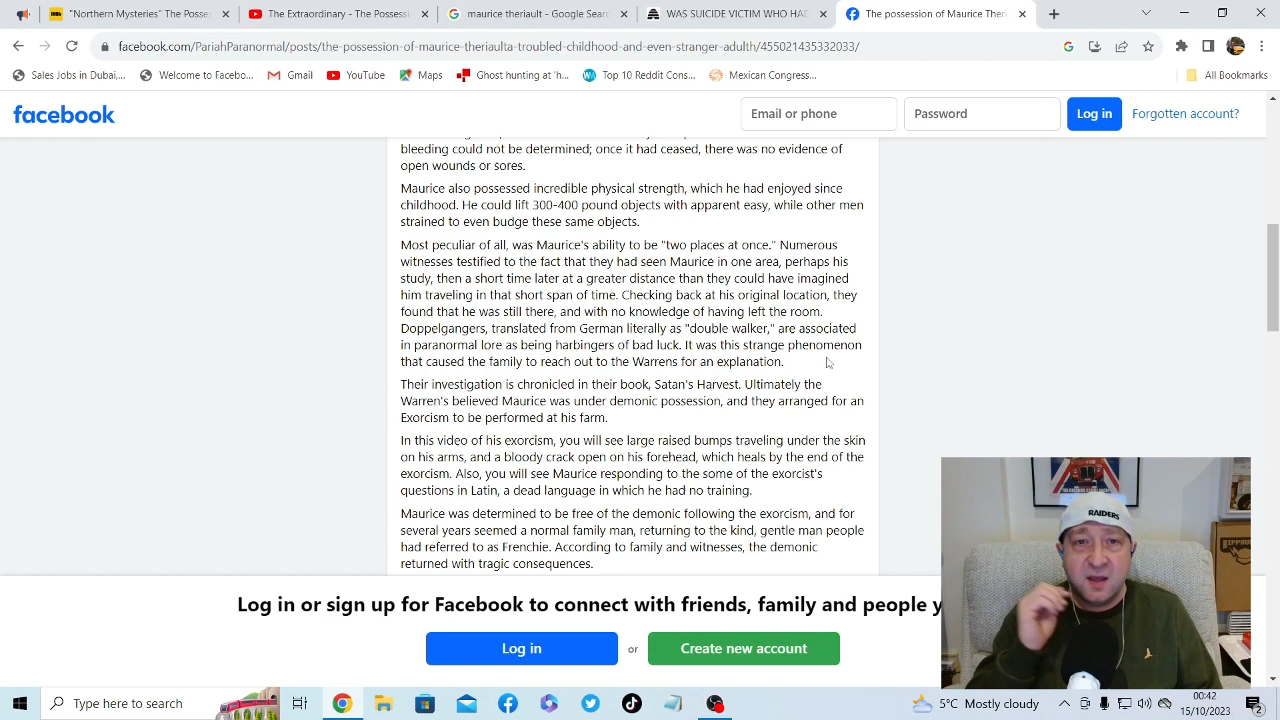 "Northern Mysteries" The Posses
The Extraordinary - The Possessi
maurice theriault - Google Searc
WAS SUICIDE VICTIM WHO HAD
The possession of Maurice Theri
facebook.com/PariahParanormal/posts/the-possession-of-maurice-theriaulta-troubled-childhood-and-even-stranger-adulth/455021435332033/
Sales Jobs in Dubai,...
Welcome to Facebo...
Gmail
YouTube
Maps
Ghost hunting at 'h...
Top 10 Reddit Cons...
Mexican Congress...
All Bookmarks
facebook
Email or phone
Password
Log in
Forgotten account?
bleeding could not be determined; once it had ceased, there was no evidence of
open wounds or sores.
Maurice also possessed incredible physical strength, which he had enjoyed since
childhood. He could lift 300-400 pound objects with apparent easy, while other men
strained to even budge these same objects.
Most peculiar of all, was Maurice's ability to be "two places at once." Numerous
witnesses testified to the fact that they had seen Maurice in one area, perhaps his
study, then a short time later at a greater distance than they could have imagined
him traveling in that short span of time. Checking back at his original location, they
found that he was still there, and with no knowledge of having left the room.
Doppelgangers, translated from German literally as "double walker," are associated
in paranormal lore as being harbingers of bad luck. It was this strange phenomenon
that caused the family to reach out to the Warrens for an explanation.
Their investigation is chronicled in their book, Satan's Harvest. Ultimately the
Warren's believed Maurice was under demonic possession, and they arranged for an
Exorcism to be performed at his farm.
In this video of his exorcism, you will see large raised bumps traveling under the skin
on his arms, and a bloody crack open on his forehead, which heals by the end of the
exorcism. Also, you will see Maurice responding to the some of the exorcist's
questions in Latin, a dead language in which he had no training.
Maurice was determined to be free of the demonic following the exorcism, and for
several years seemed a normal family man, returning to the kind, gentle man people
had referred to as Frenchie. According to family and witnesses, the demonic
returned with tragic consequences.
Log in or sign up for Facebook to connect with friends, family and people y
Log in
or
Create new account
RAIDERS
Type here to search
5°C Mostly cloudy
00:42
15/10/2023
2